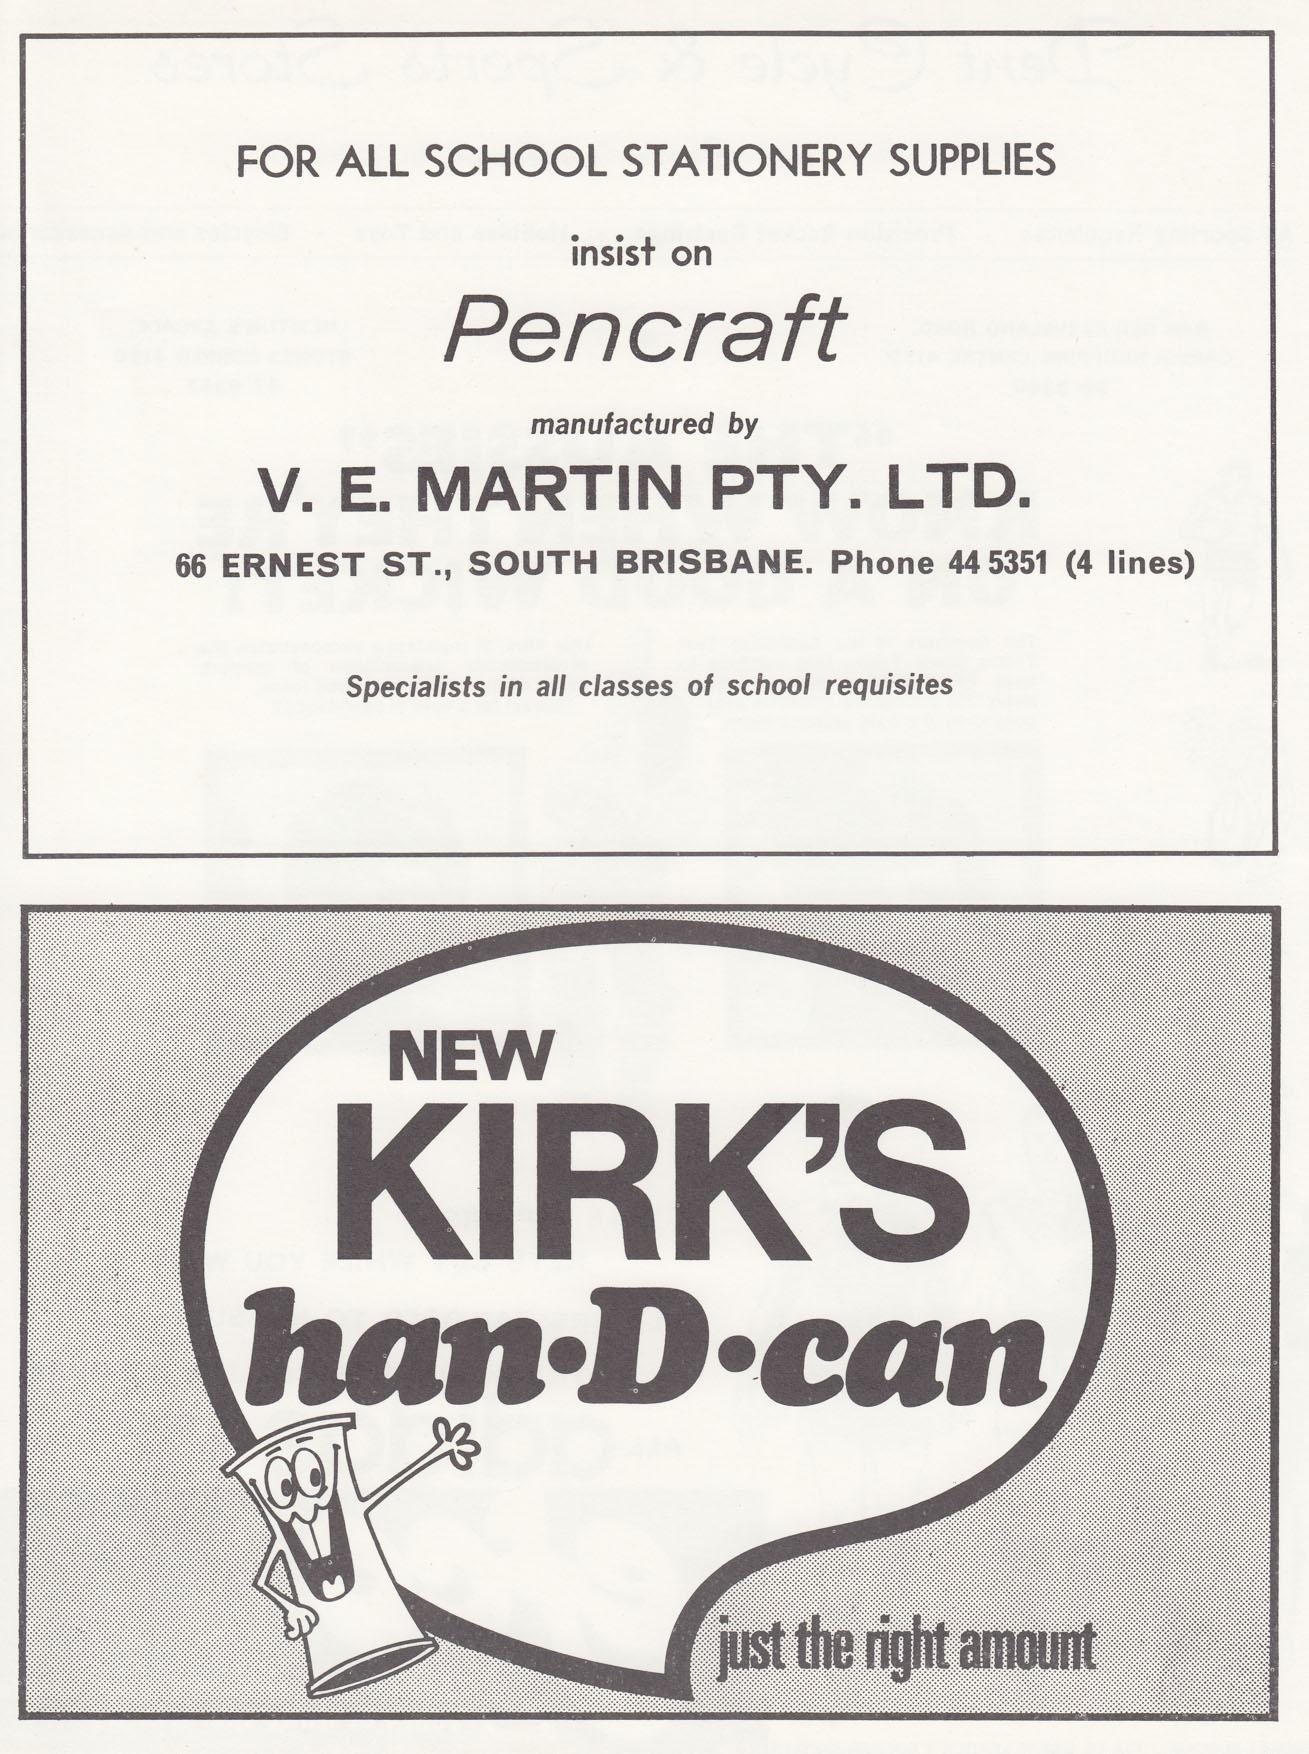 FOR ALL SCHOOL STATIONERY SUPPLIES
insist on
Pencraft
manufactured by
V. E. MARTIN PTY. LTD.
66 ERNEST ST., SOUTH BRISBANE. Phone 44 5351 (4 lines)
Specialists in all classes of school requisites
NEW
KIRK'S
han•D•can
just the right amount